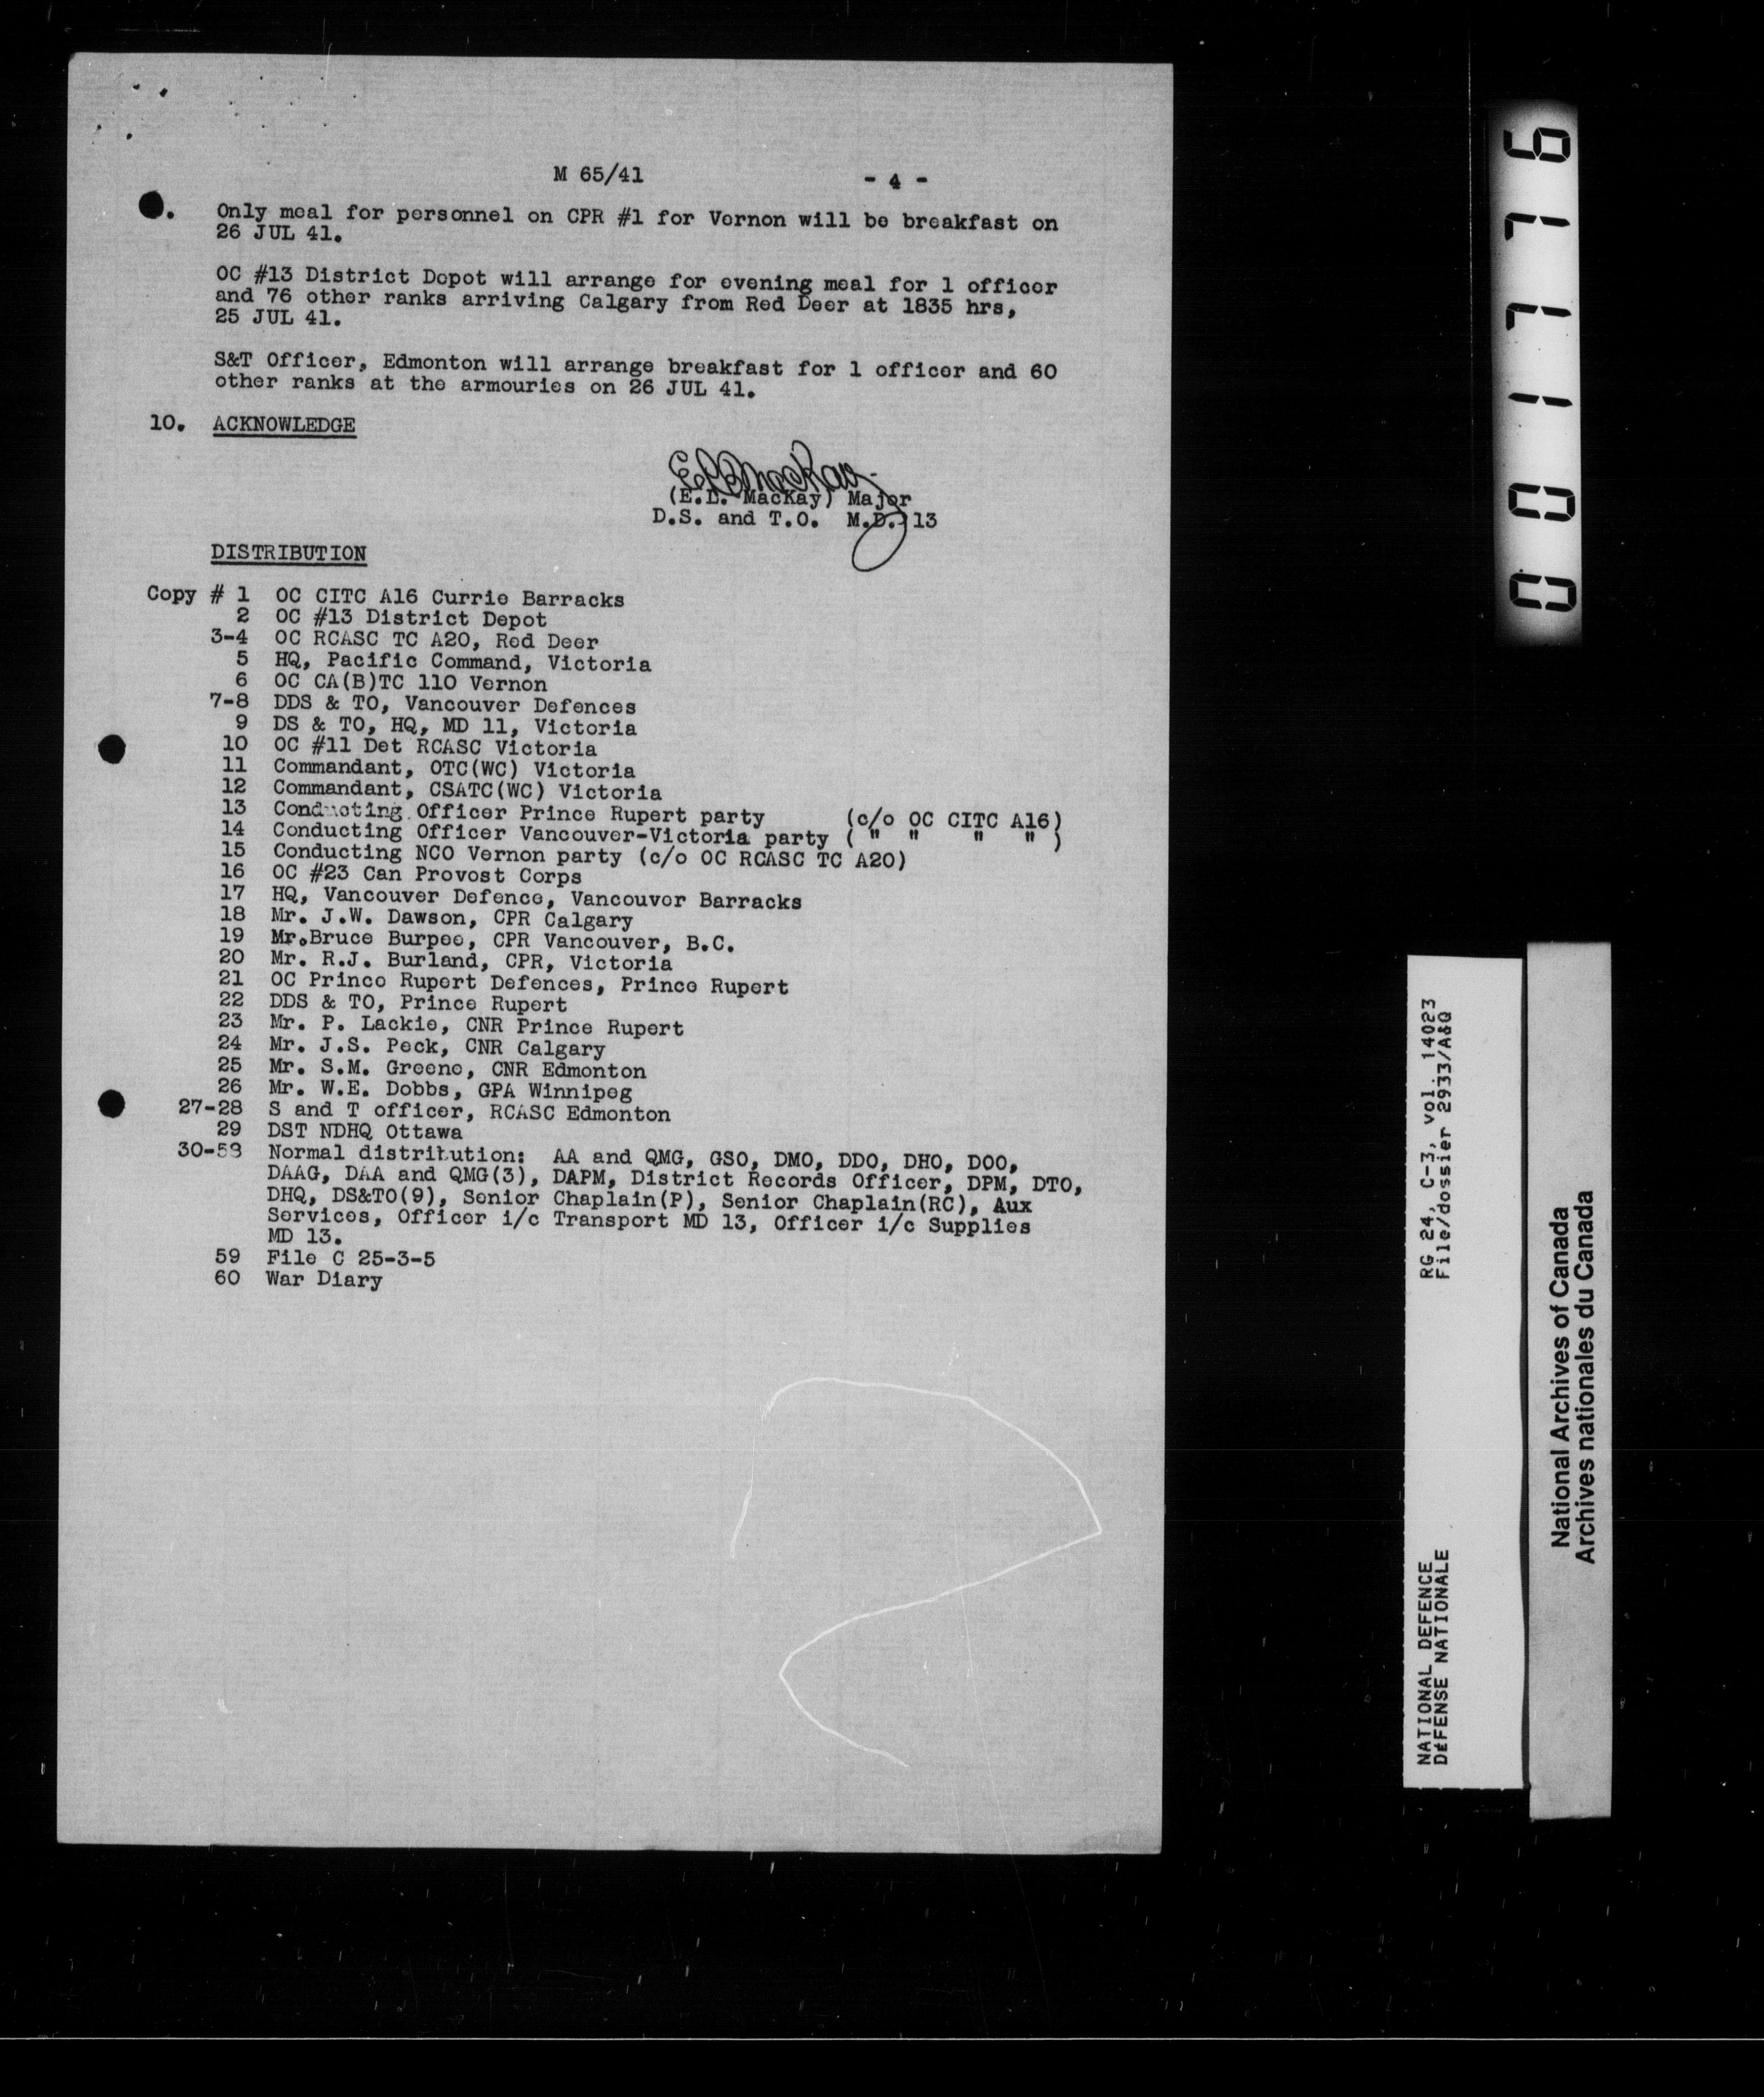 M 65/41 - 4 -
. Only meal for personnel on CPR #1 for Vernon will be breakfast on
26 JUL 41.
OC #13 District Depot will arrange for evening meal for 1 officer
and 76 other ranks arriving Calgary from Red Deer at 1835 hrs,
25 JUL 41.
S&T Officer, Edmonton will arrange breakfast for 1 officer and 60
other ranks at the armouries on 26 JUL 41.
10. ACKNOWLEDGE
(E.L. MacKay) Major
D.S. and T.O. M.D. 13
DISTRIBUTION
Copy # 1 OC CITC A16 Currie Barracks
2 OC #13 District Depot
3-4 OC RCASC TC A20, Red Deer
5 HQ, Pacific Command, Victoria
6 OC CA(B)TC 110 Vernon
7-8 DDS & TO, Vancouver Defences
9 DS & TO, HQ, MD 11, Victoria
10 OC #11 Det RCASC Victoria
11 Commandant, OTC(WC) Victoria
12 Commandant, CSATC(WC) Victoria
13 Conducting Officer Prince Rupert party (c/o OC CITC A16)
14 Conducting Officer Vancouver-Victoria party ( " " " " )
15 Conducting NCO Vernon party (c/o OC RCASC TC A20)
16 OC #23 Can Provost Corps
17 HQ, Vancouver Defence, Vancouver Barracks
18 Mr. J.W. Dawson, CPR Calgary
19 Mr.Bruce Burpee, CPR Vancouver, B.C.
20 Mr. R.J. Burland, CPR, Victoria
21 OC Prince Rupert Defences, Prince Rupert
22 DDS & TO, Prince Rupert
23 Mr. P. Lackie, CNR Prince Rupert
24 Mr. J.S. Peck, CNR Calgary
25 Mr. S.M. Greene, CNR Edmonton
26 Mr. W.E. Dobbs, GPA Winnipeg
27-28 S and T officer, RCASC Edmonton
29 DST NDHQ Ottawa
30-58 Normal distribution: AA and QMG, GSO, DMO, DDO, DHO, DOO,
DAAG, DAA and QMG(3), DAPM, District Records Officer, DPM, DTO,
DHQ, DS&TO(9), Senior Chaplain(P), Senior Chaplain(RC), Aux
Services, Officer i/c Transport MD 13, Officer i/c Supplies
MD 13.
59 File C 25-3-5
60 War Diary
001776
RG 24, C-3, vol. 14023
File/dossier 2933/A&Q
NATIONAL DEFENCE
DÉFENSE NATIONALE
National Archives of Canada
Archives nationales du Canada